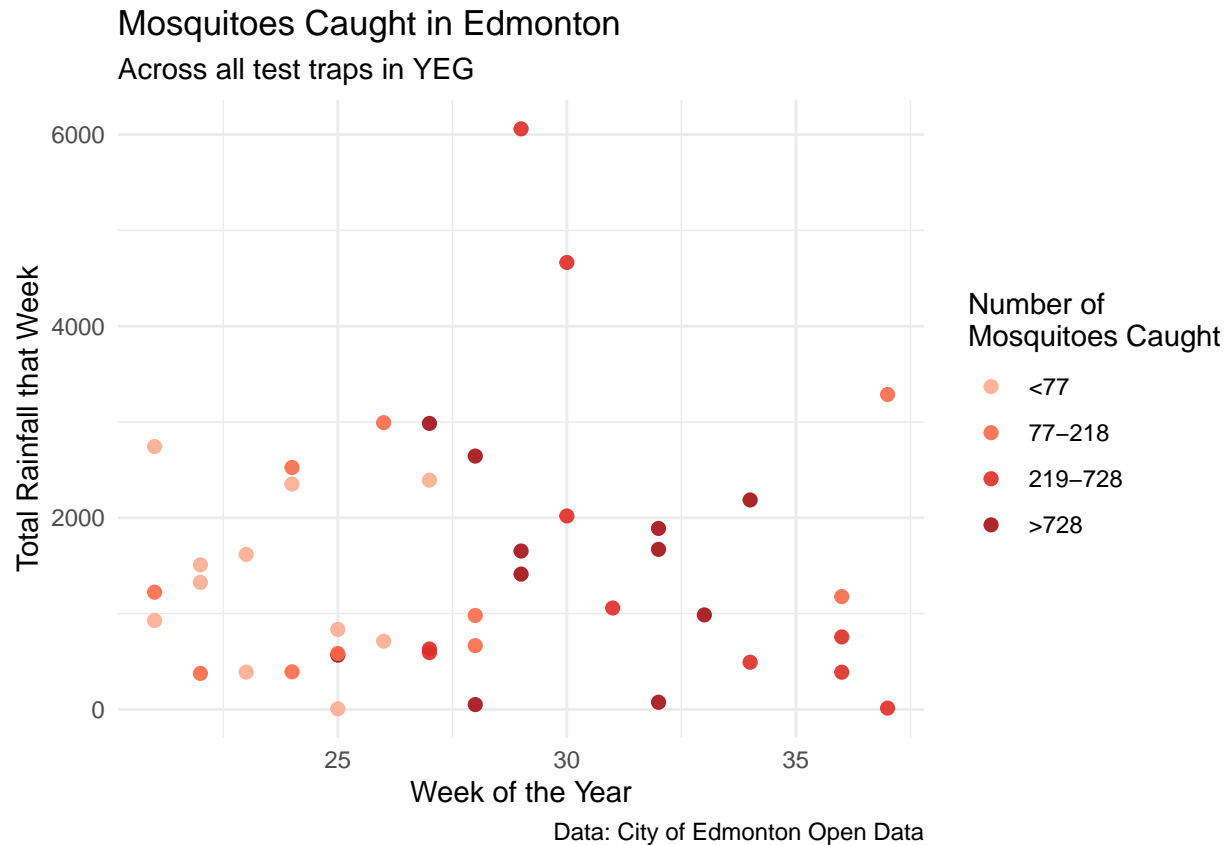 Mosquitoes Caught in Edmonton
Across all test traps in YEG
6000
4000
2000
0
Total Rainfall that Week
25 30 35
Week of the Year
Number of
Mosquitoes Caught
<77
77–218
219–728
>728
Data: City of Edmonton Open Data